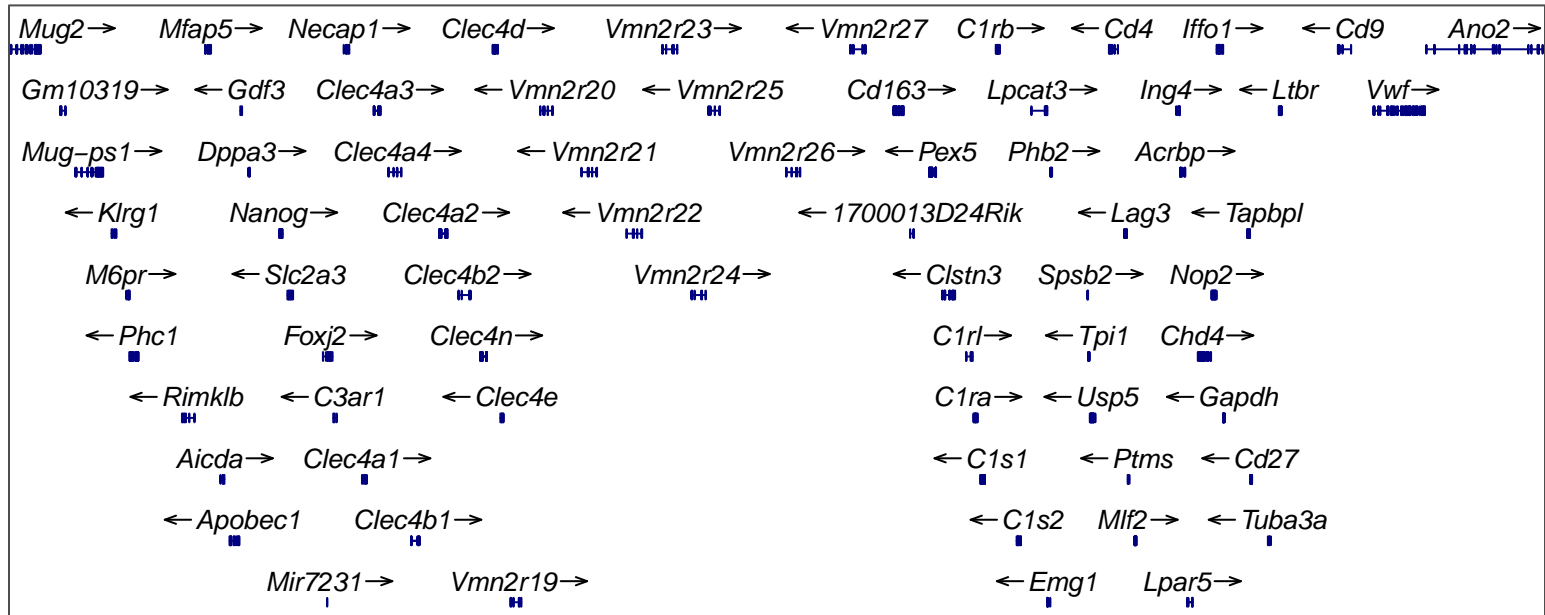 Mug2→ Mfap5→ Necap1→ Clec4d→ Vmn2r23→ ←Vmn2r27 C1rb→ ←Cd4 Iffo1→ ←Cd9 Ano2→
Gm10319→ ←Gdf3 Clec4a3→ ←Vmn2r20 ←Vmn2r25 Cd163→ Lpcat3→ Ing4→ ←Ltbr Vwf→
Mug−ps1→ Dppa3→ Clec4a4→ ←Vmn2r21 Vmn2r26→ ←Pex5 Phb2→ Acrbp→
←Klrg1 Nanog→ Clec4a2→ ←Vmn2r22 ←1700013D24Rik ←Lag3 ←Tapbpl
M6pr→ ←Slc2a3 Clec4b2→ Vmn2r24→ ←Clstn3 Spsb2→ Nop2→
←Phc1 Foxj2→ Clec4n→ C1rl→ ←Tpi1 Chd4→
←Rimklb ←C3ar1 ←Clec4e C1ra→ ←Usp5 ←Gapdh
Aicda→ Clec4a1→ ←C1s1 ←Ptms ←Cd27
←Apobec1 Clec4b1→ ←C1s2 Mlf2→ ←Tuba3a
Mir7231→ Vmn2r19→ ←Emg1 Lpar5→